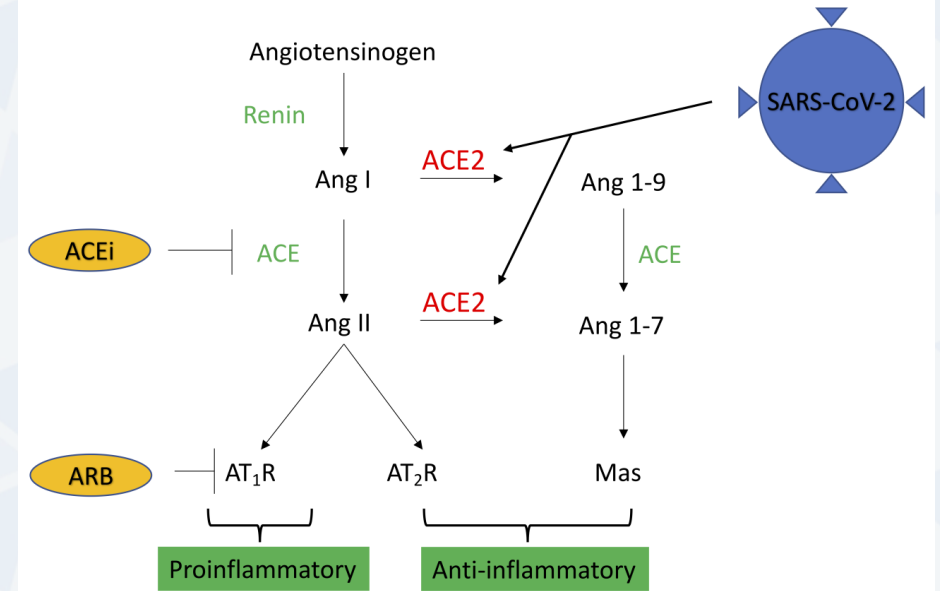 Angiotensinogen
SARS-CoV-2
Renin
ACE2
Ang I
Ang 1-9
ACEi
ACE
ACE
ACE2
Ang II
Ang 1-7
ARB
AT₁R
AT₂R
Mas
Proinflammatory
Anti-inflammatory